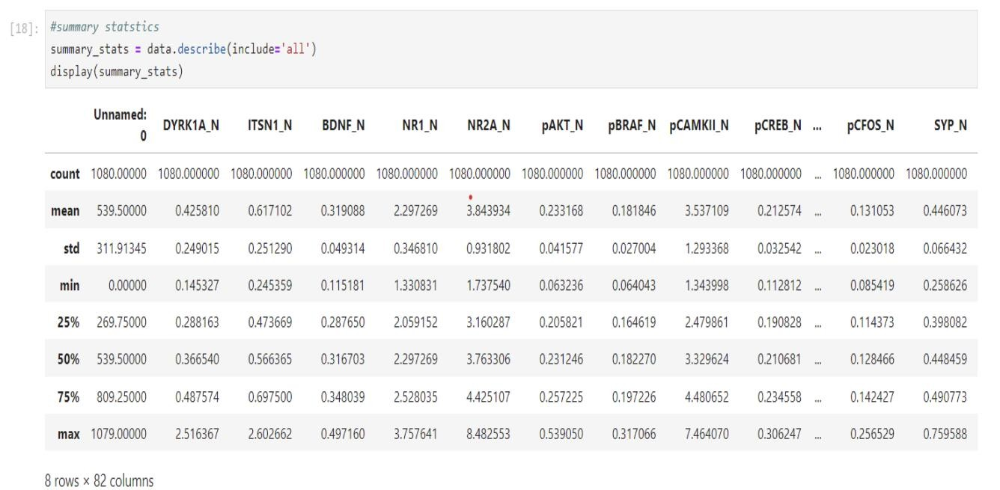 [18]: #summary statstics
summary_stats = data.describe(include='all')
display(summary_stats)
Unnamed: 0 DYRK1A_N ITSN1_N BDNF_N NR1_N NR2A_N pAKT_N pBRAF_N pCAMKII_N pCREB_N ... pCFOS_N SYP_N
count 1080.00000 1080.000000 1080.000000 1080.000000 1080.000000 1080.000000 1080.000000 1080.000000 1080.000000 1080.000000 ... 1080.000000 1080.000000
mean 539.50000 0.425810 0.617102 0.319088 2.297269 3.843934 0.233168 0.181846 3.537109 0.212574 ... 0.131053 0.446073
std 311.91345 0.249015 0.251290 0.049314 0.346810 0.931802 0.041577 0.027004 1.293368 0.032542 ... 0.023018 0.066432
min 0.00000 0.145327 0.245359 0.115181 1.330831 1.737540 0.063236 0.064043 1.343998 0.112812 ... 0.085419 0.258626
25% 269.75000 0.288163 0.473669 0.287650 2.059152 3.160287 0.205821 0.164619 2.479861 0.190828 ... 0.114373 0.398082
50% 539.50000 0.366540 0.566365 0.316703 2.297269 3.763306 0.231246 0.182270 3.329624 0.210681 ... 0.128466 0.448459
75% 809.25000 0.487574 0.697500 0.348039 2.528035 4.425107 0.257225 0.197226 4.480652 0.234558 ... 0.142427 0.490773
max 1079.00000 2.516367 2.602662 0.497160 3.757641 8.482553 0.539050 0.317066 7.464070 0.306247 ... 0.256529 0.759588
8 rows × 82 columns